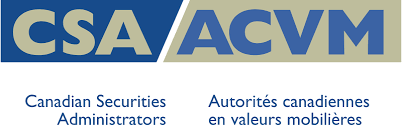 CSA/ACVM
Canadian Securities
Administrators
Autorités canadiennes
en valeurs mobilières